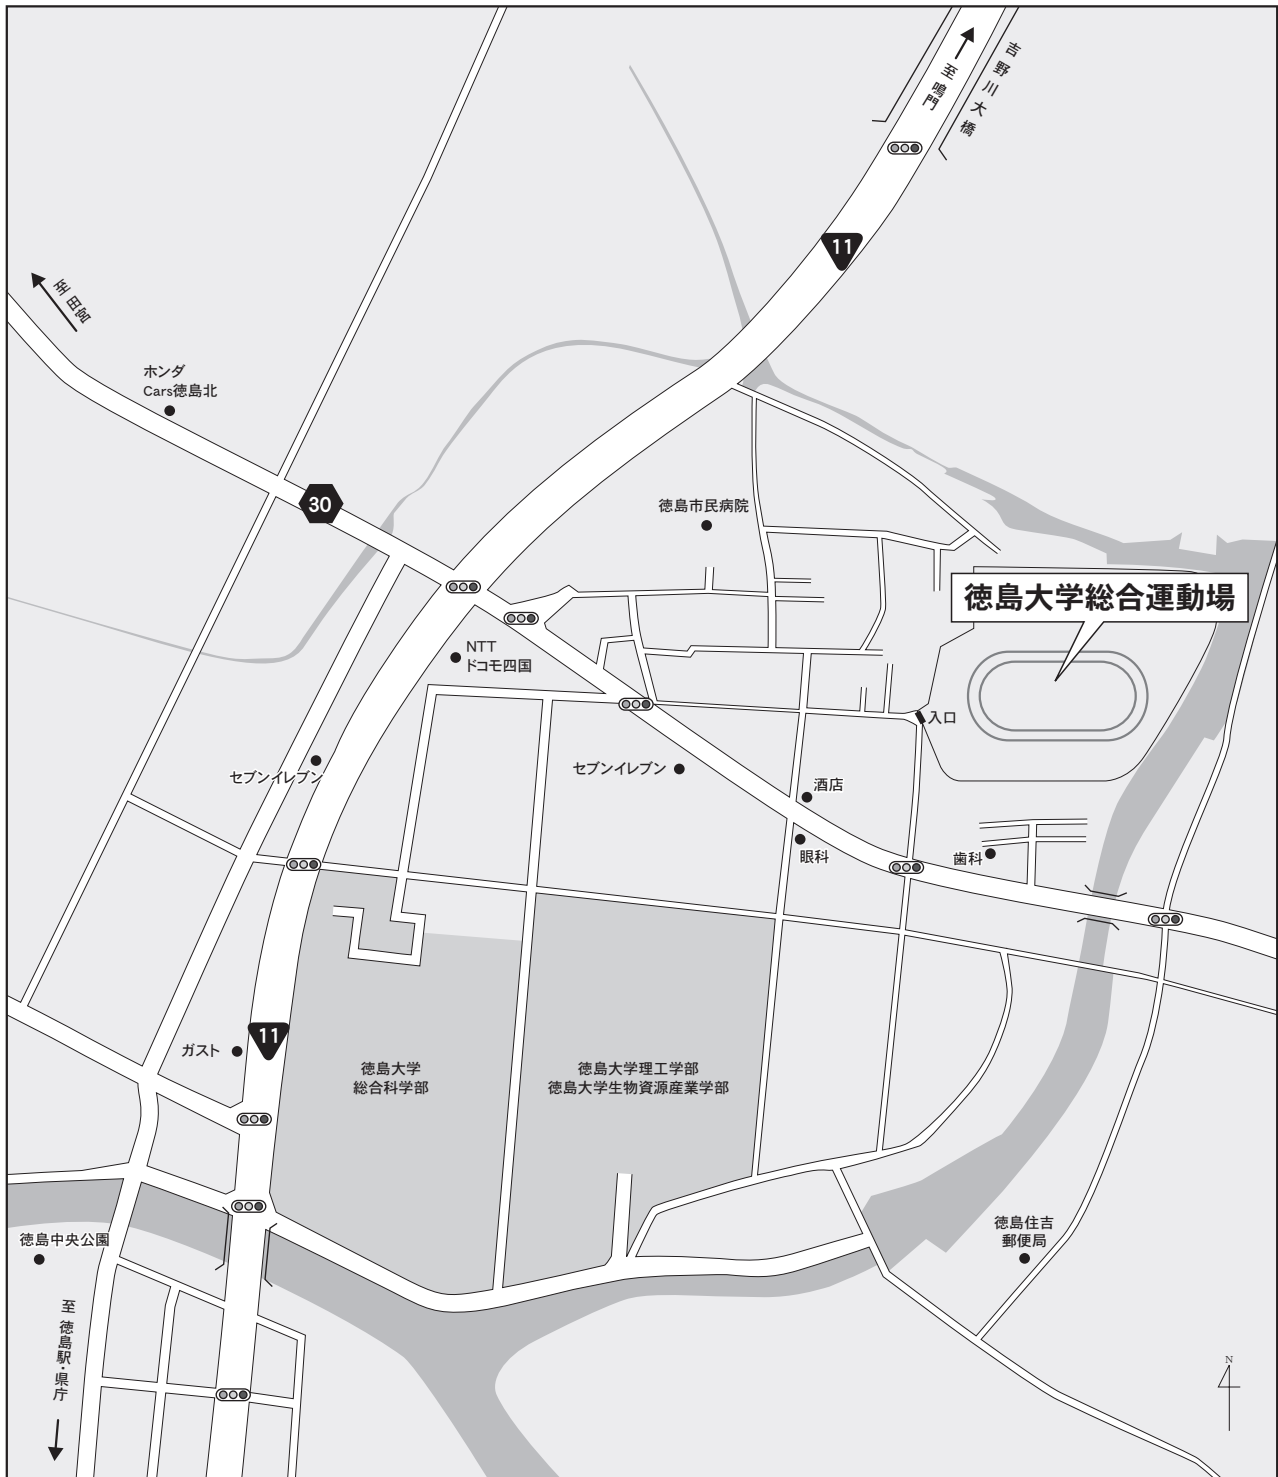 至 鳴門
吉野川大橋
11
至 田宮
ホンダ
Cars徳島北
30
徳島市民病院
徳島大学総合運動場
NTT
ドコモ四国
入口
セブンイレブン
セブンイレブン
酒店
眼科
歯科
11
ガスト
徳島大学
総合科学部
徳島大学理工学部
徳島大学生物資源産業学部
徳島中央公園
徳島住吉
郵便局
至 徳島駅・県庁
N